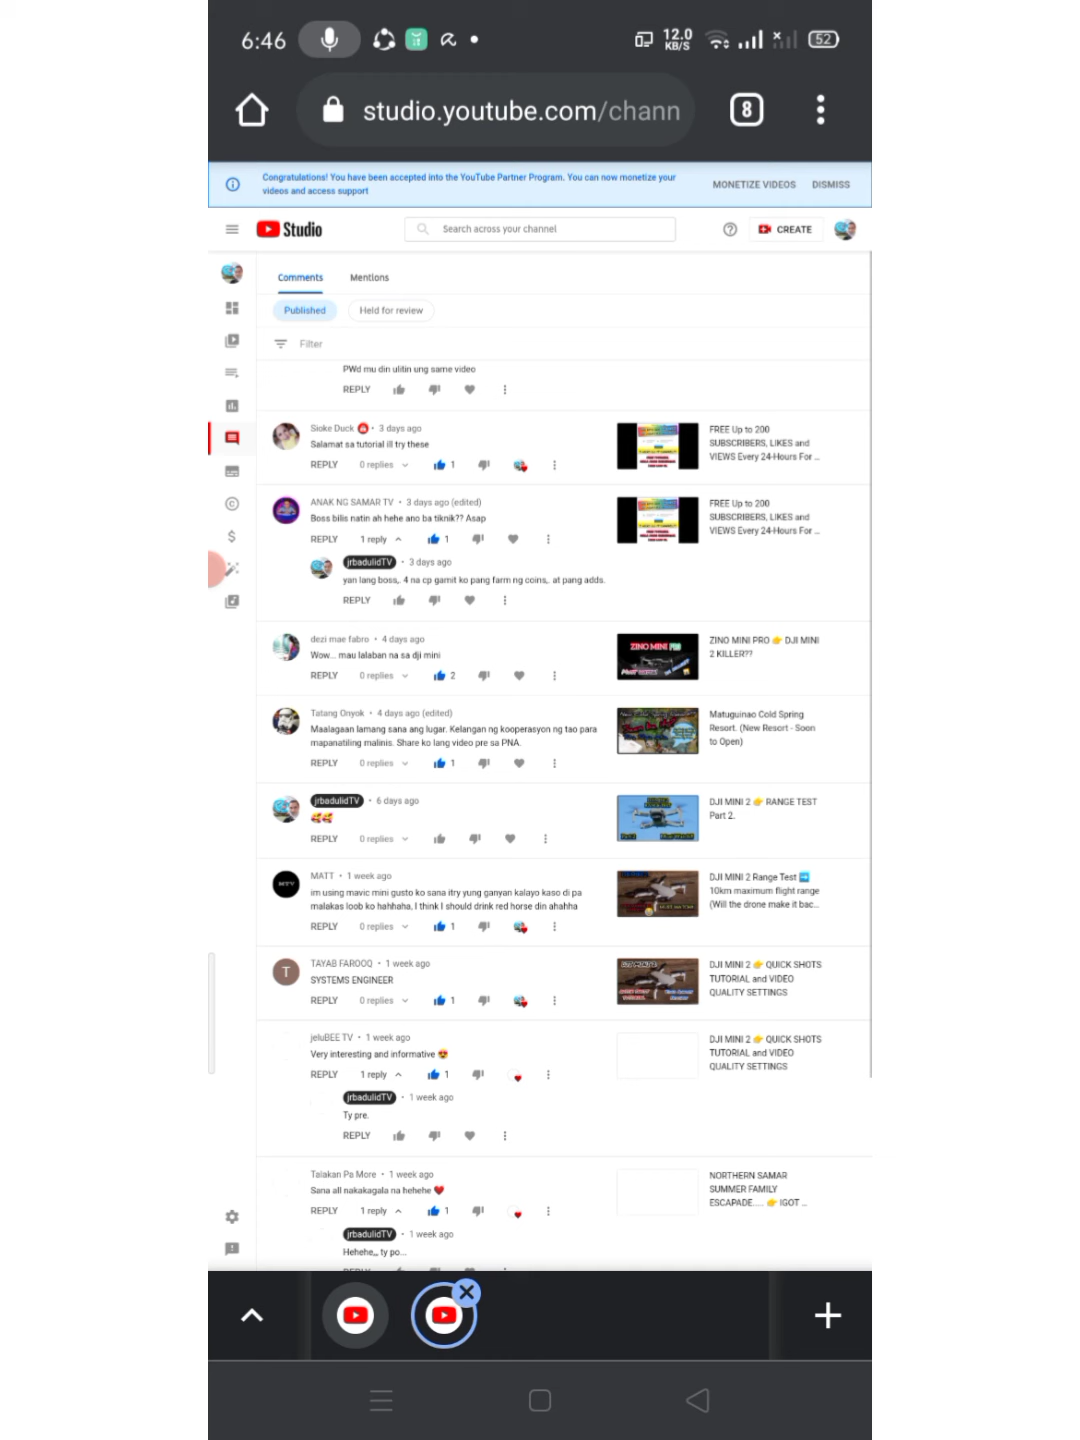 6:46
12.0
KB/S
52
studio.youtube.com/chann
8
Congratulations! You have been accepted into the YouTube Partner Program. You can now monetize your
videos and access support
MONETIZE VIDEOS
DISMISS
Studio
Search across your channel
CREATE
Comments
Mentions
Published
Held for review
Filter
PWd mu din ulitin ung same video
REPLY
Sioke Duck • 3 days ago
Salamat sa tutorial ill try these
REPLY 0 replies 1
FREE Up to 200
SUBSCRIBERS, LIKES and
VIEWS Every 24-Hours For ...
ANAK NG SAMAR TV • 3 days ago (edited)
Boss bilis natin ah hehe ano ba tiknik?? Asap
REPLY 1 reply 1
FREE Up to 200
SUBSCRIBERS, LIKES and
VIEWS Every 24-Hours For ...
jrbadulidTV • 3 days ago
yan lang boss,. 4 na cp gamit ko pang farm ng coins,. at pang adds.
REPLY
dezi mae fabro • 4 days ago
Wow... mau lalaban na sa dji mini
REPLY 0 replies 2
ZINO MINI PRO
ZINO MINI PRO 👉 DJI MINI
2 KILLER??
Tatang Onyok • 4 days ago (edited)
Maalagaan lamang sana ang lugar. Kelangan ng kooperasyon ng tao para
mapanatiling malinis. Share ko lang video pre sa PNA.
REPLY 0 replies 1
Matuguinao Cold Spring
Resort. (New Resort - Soon
to Open)
jrbadulidTV • 6 days ago
🥰🥰
REPLY 0 replies
DJI MINI 2 👉 RANGE TEST
Part 2.
MATT • 1 week ago
im using mavic mini gusto ko sana itry yung ganyan kalayo kaso di pa
malakas loob ko hahhaha, I think I should drink red horse din ahahha
REPLY 0 replies 1
DJI MINI 2 Range Test ➡️
10km maximum flight range
(Will the drone make it bac...
T
TAYAB FAROOQ • 1 week ago
SYSTEMS ENGINEER
REPLY 0 replies 1
DJI MINI 2 👉 QUICK SHOTS
TUTORIAL and VIDEO
QUALITY SETTINGS
jeluBEE TV • 1 week ago
Very interesting and informative 😍
REPLY 1 reply 1
DJI MINI 2 👉 QUICK SHOTS
TUTORIAL and VIDEO
QUALITY SETTINGS
jrbadulidTV • 1 week ago
Ty pre.
REPLY
Talakan Pa More • 1 week ago
Sana all nakakagala na hehehe ❤️
REPLY 1 reply 1
NORTHERN SAMAR
SUMMER FAMILY
ESCAPADE..... 👉 IGOT ...
jrbadulidTV • 1 week ago
Hehehe,,, ty po...